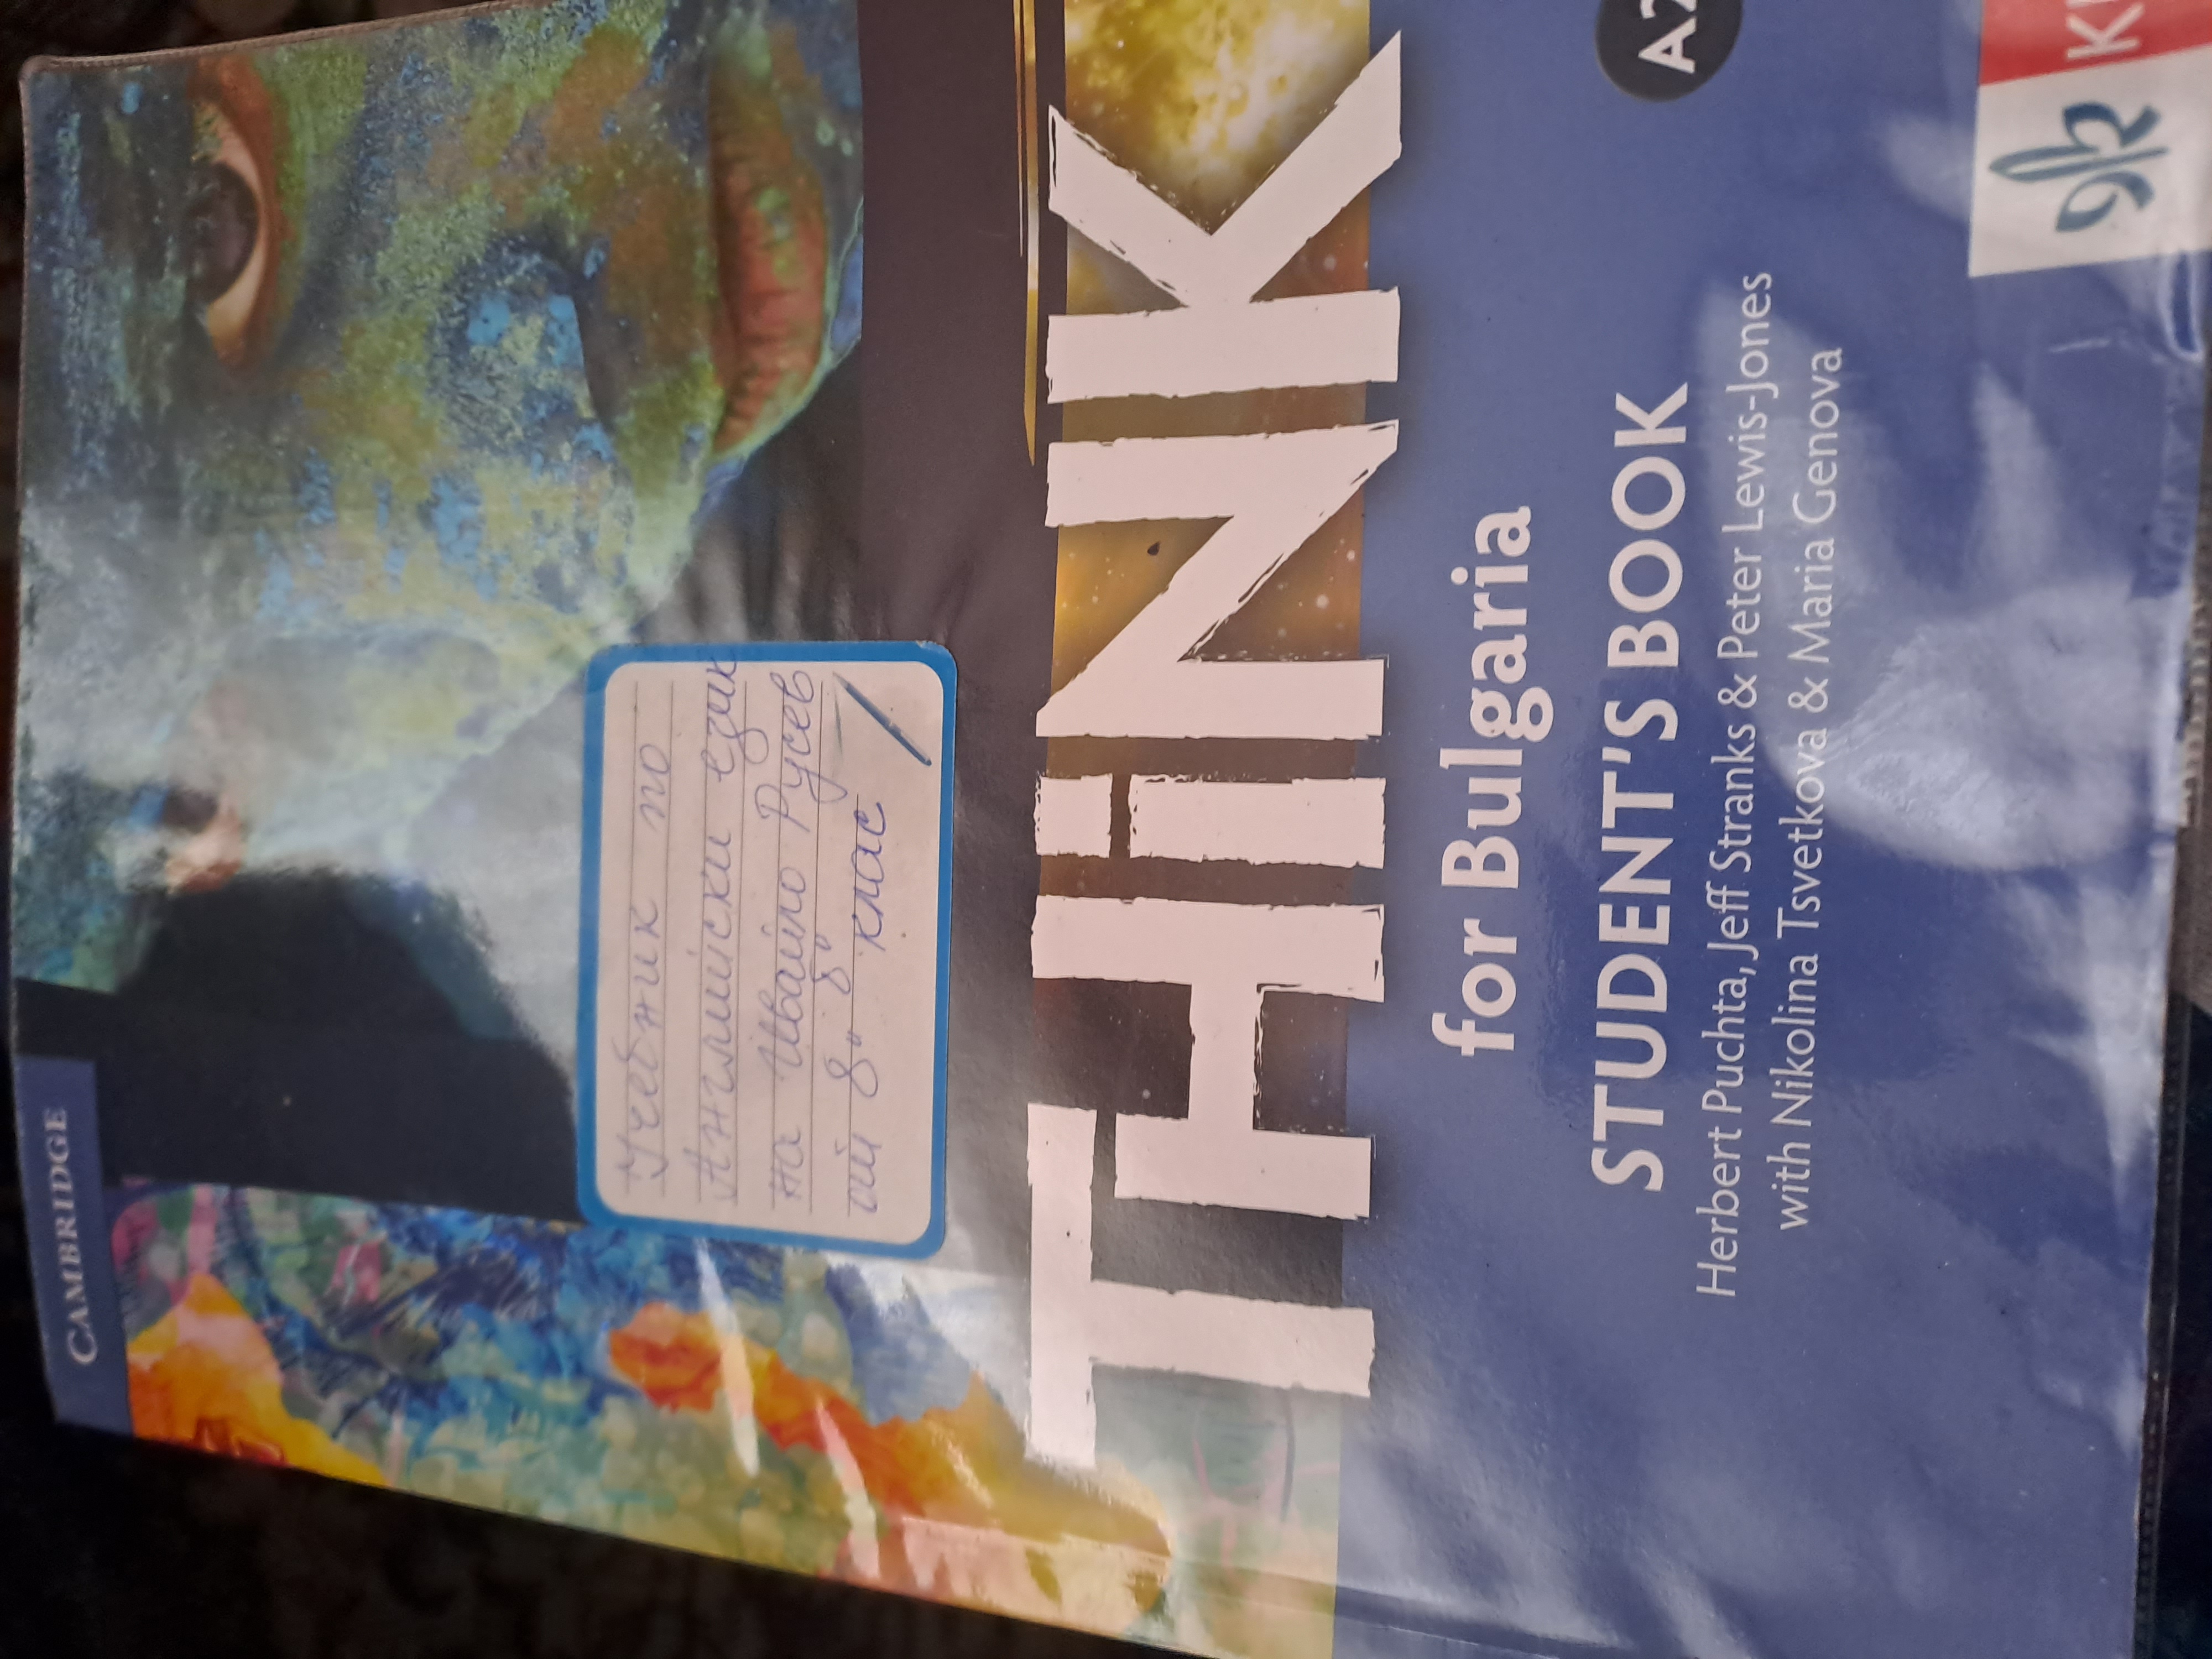 CAMBRIDGE
Учебник по
Английски език
на Ивайло Русев
от 8" б" клас
THiNK
for Bulgaria
STUDENT'S BOOK
Herbert Puchta, Jeff Stranks & Peter Lewis-Jones
with Nikolina Tsvetkova & Maria Genova
A2